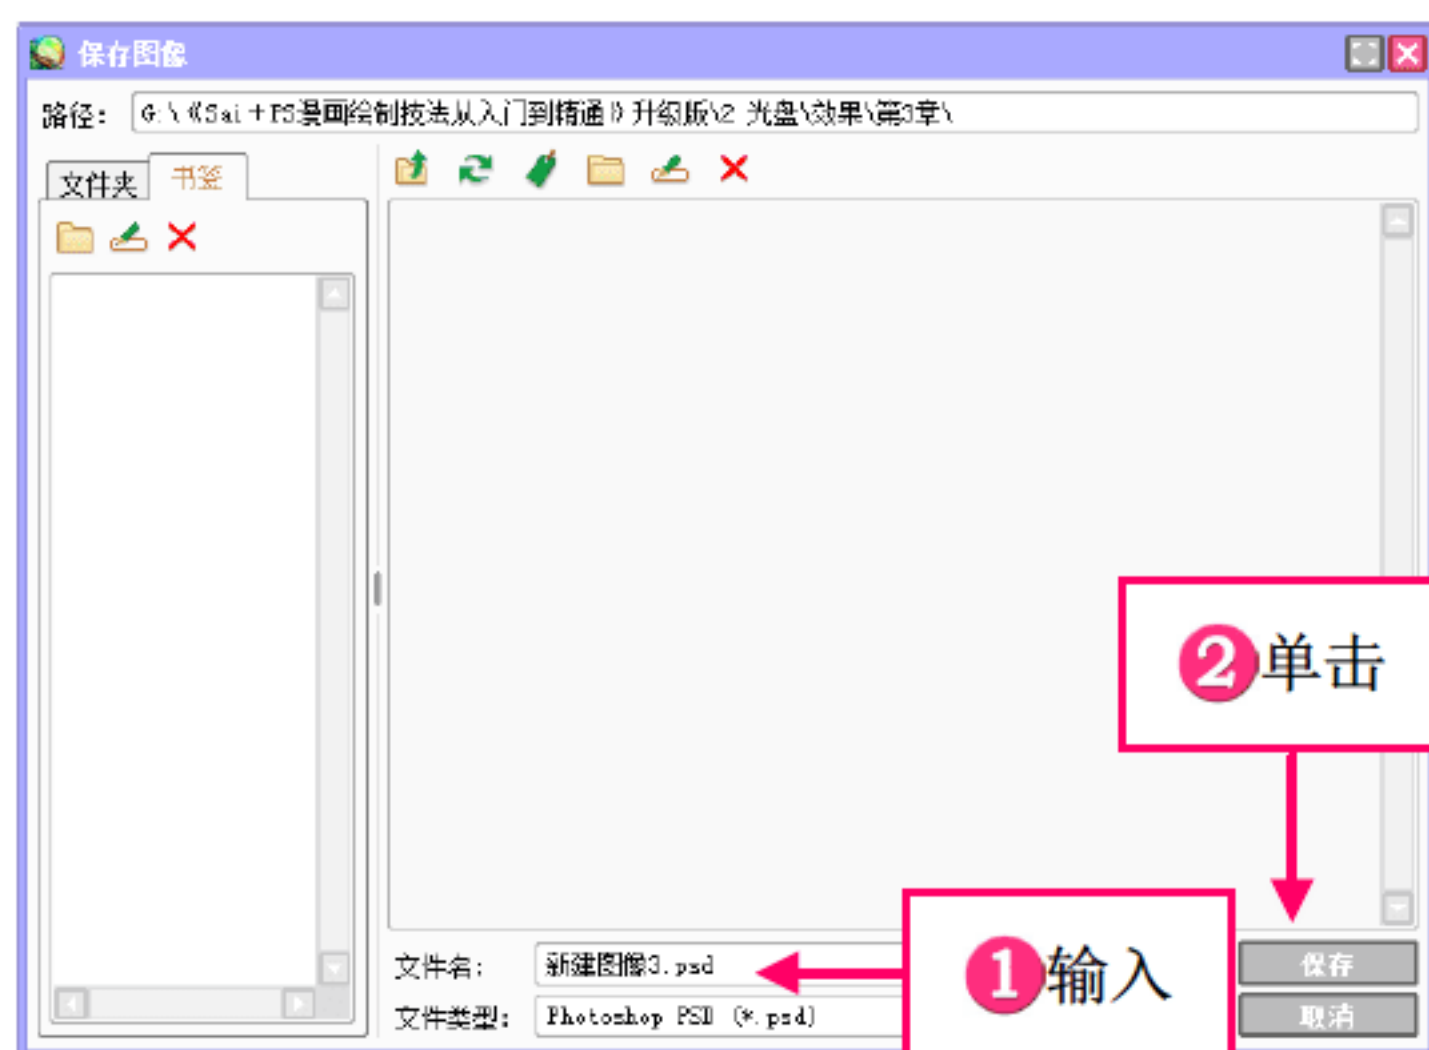 保存图像
路径: G:\《Sai+PS漫画绘制技法从入门到精通》升级版\2 光盘\效果\第3章\
文件夹 书签
❷单击
文件名: 新建图像3.psd
❶输入
保存
文件类型: Photoshop PSD (*.psd)
取消